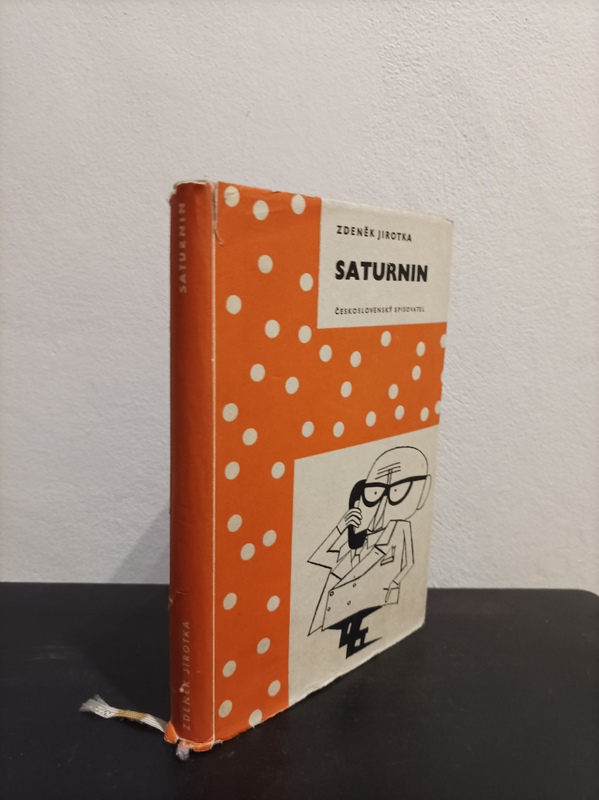 SATURNIN
ZDENĚK JIROTKA
ZDENĚK JIROTKA
SATURNIN
ČESKOSLOVENSKÝ SPISOVATEL